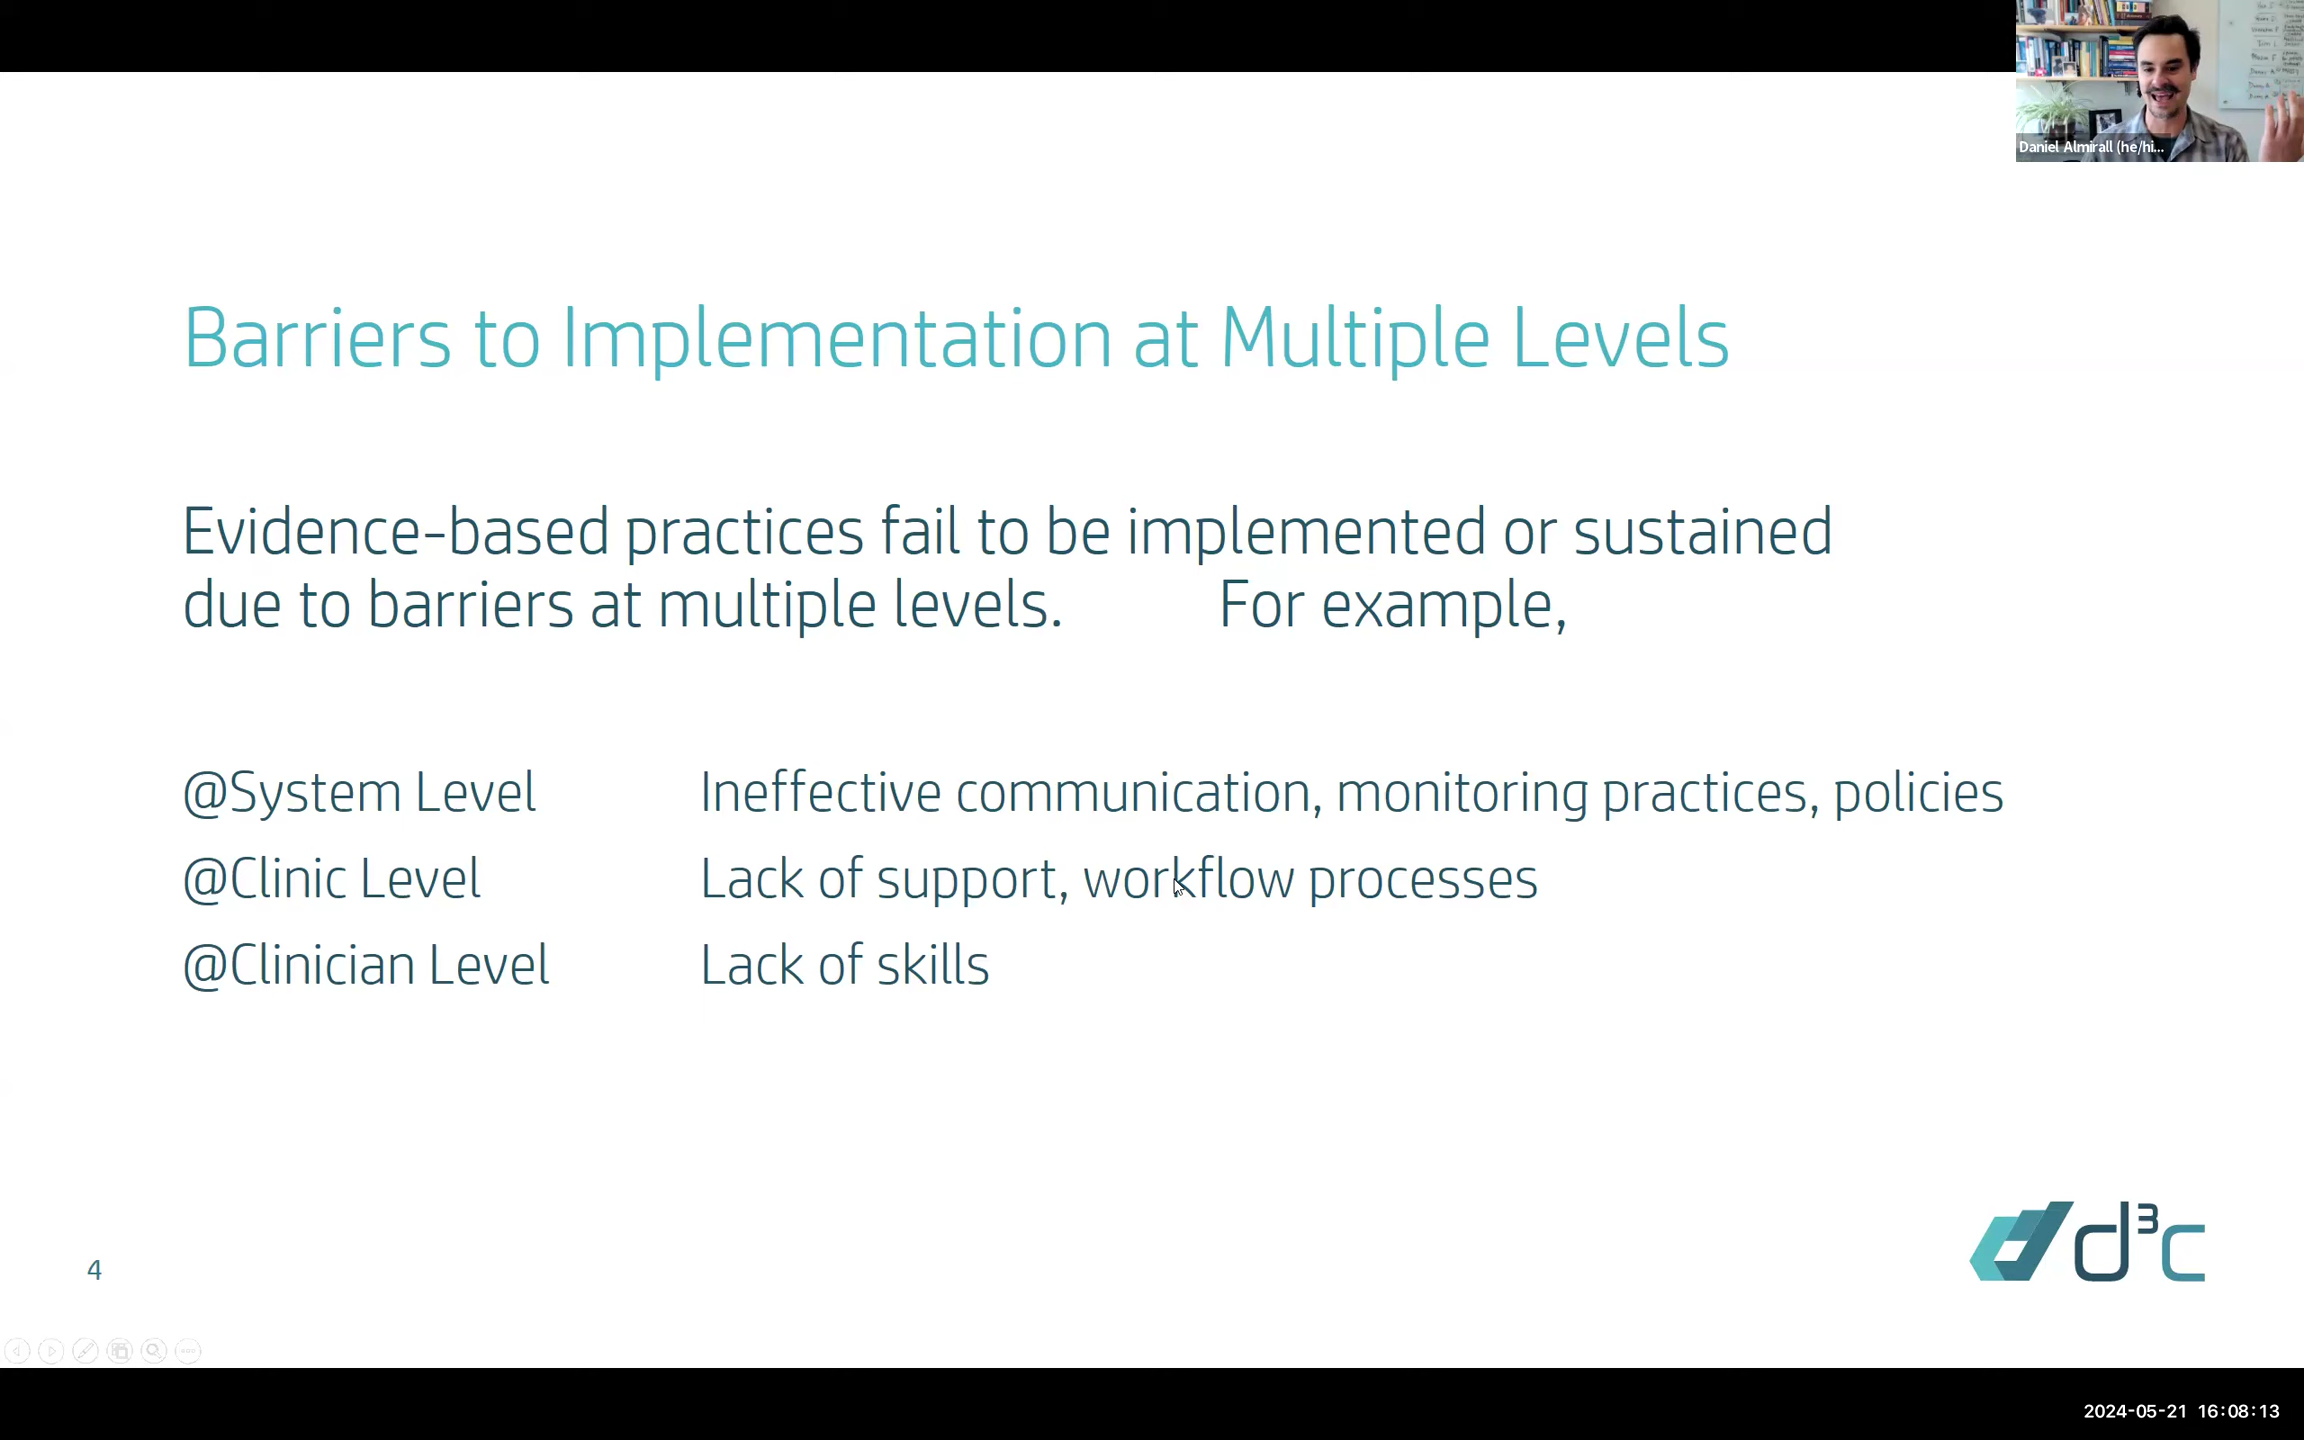 Daniel Almirall (he/hi...
Barriers to Implementation at Multiple Levels
Evidence-based practices fail to be implemented or sustained
due to barriers at multiple levels. For example,
@System Level Ineffective communication, monitoring practices, policies
@Clinic Level Lack of support, workflow processes
@Clinician Level Lack of skills
d³c
4
2024-05-21 16:08:13